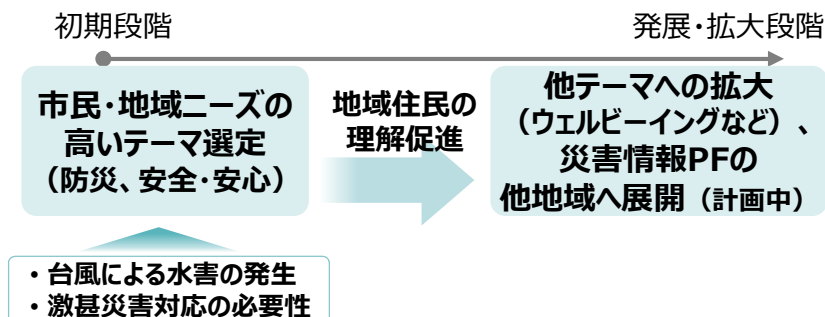 初期段階
発展・拡大段階
市民・地域ニーズの
高いテーマ選定
（防災、安全・安心）
地域住民の
理解促進
他テーマへの拡大
（ウェルビーイングなど）、
災害情報PFの
他地域へ展開（計画中）
・台風による水害の発生
・激甚災害対応の必要性